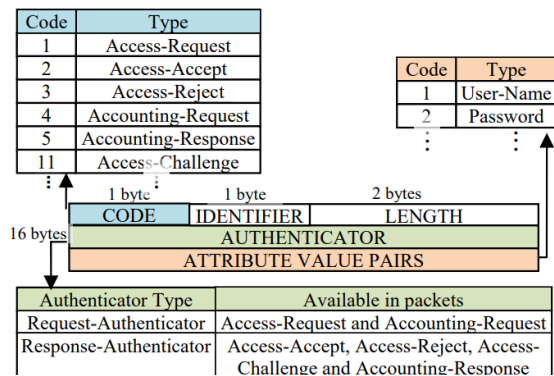 Code Type
1 Access-Request
2 Access-Accept
3 Access-Reject
4 Accounting-Request
5 Accounting-Response
11 Access-Challenge
Code Type
1 User-Name
2 Password
1 byte 1 byte 2 bytes
CODE IDENTIFIER LENGTH
16 bytes
AUTHENTICATOR
ATTRIBUTE VALUE PAIRS
Authenticator Type Available in packets
Request-Authenticator Access-Request and Accounting-Request
Response-Authenticator Access-Accept, Access-Reject, Access-
Challenge and Accounting-Response